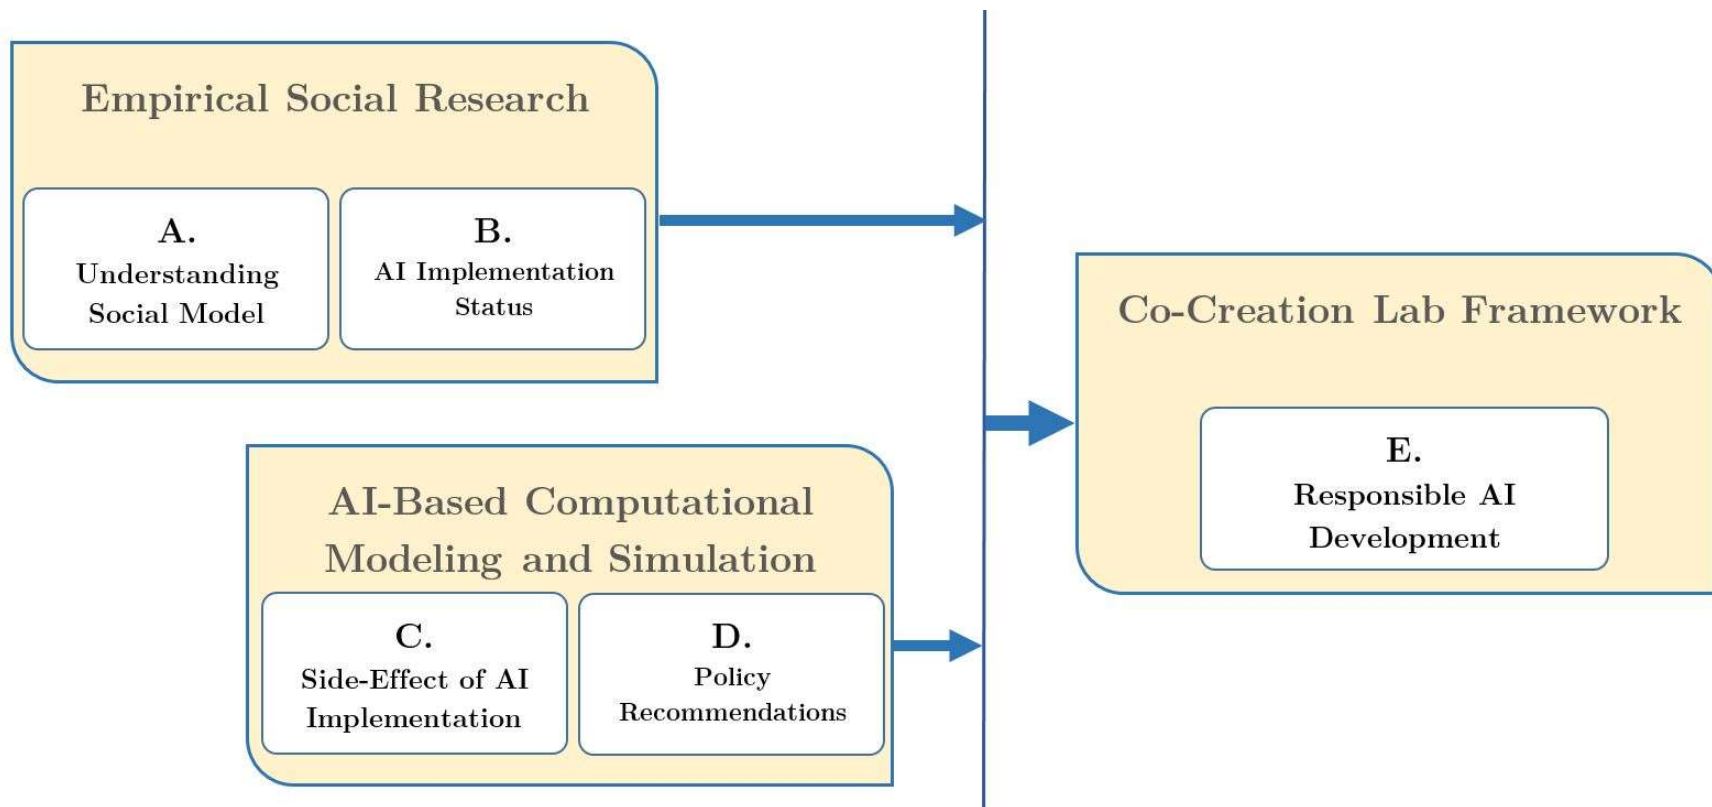 Empirical Social Research
A.
Understanding
Social Model
B.
AI Implementation
Status
AI-Based Computational
Modeling and Simulation
C.
Side-Effect of AI
Implementation
D.
Policy
Recommendations
Co-Creation Lab Framework
E.
Responsible AI
Development